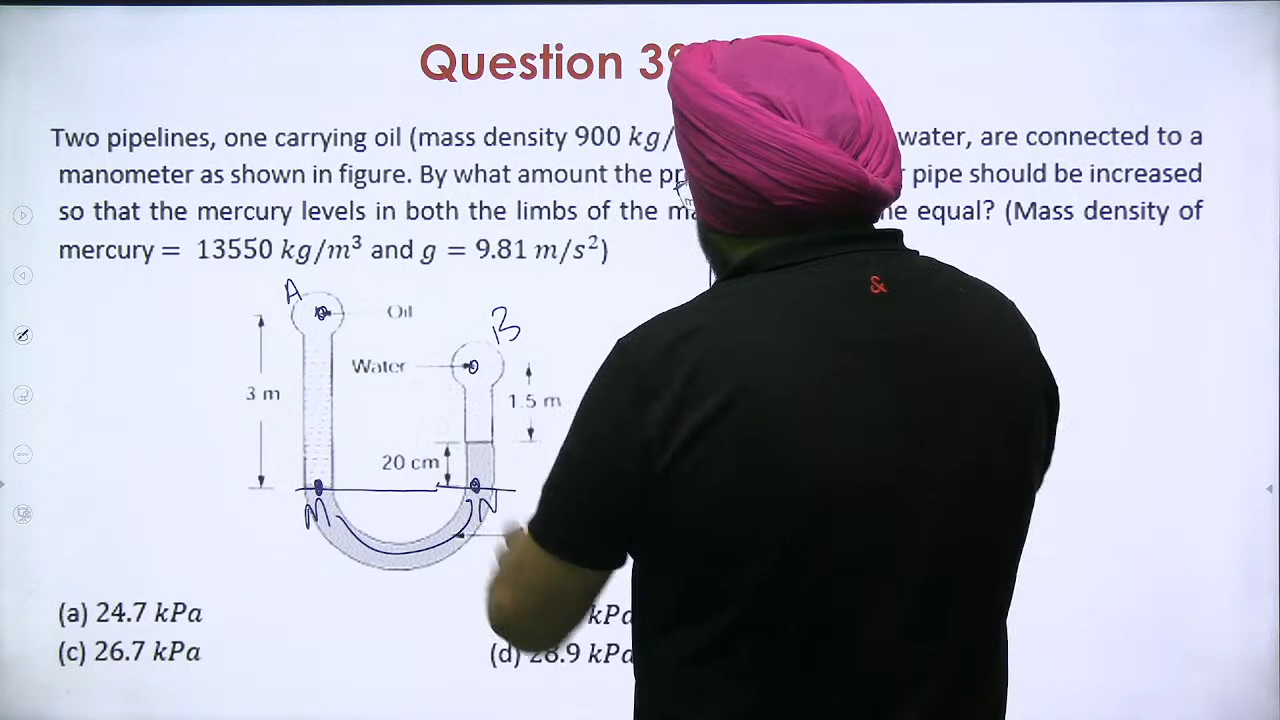 Question 3
Two pipelines, one carrying oil (mass density 900 kg/ water, are connected to a
manometer as shown in figure. By what amount the pr pipe should be increased
so that the mercury levels in both the limbs of the equal? (Mass density of
mercury = 13550 kg/m³ and g = 9.81 m/s²)
A
Oil
B
Water
3 m
1.5 m
20 cm
M
N
(a) 24.7 kPa
kPa
(c) 26.7 kPa
(d) 28.9 kPa